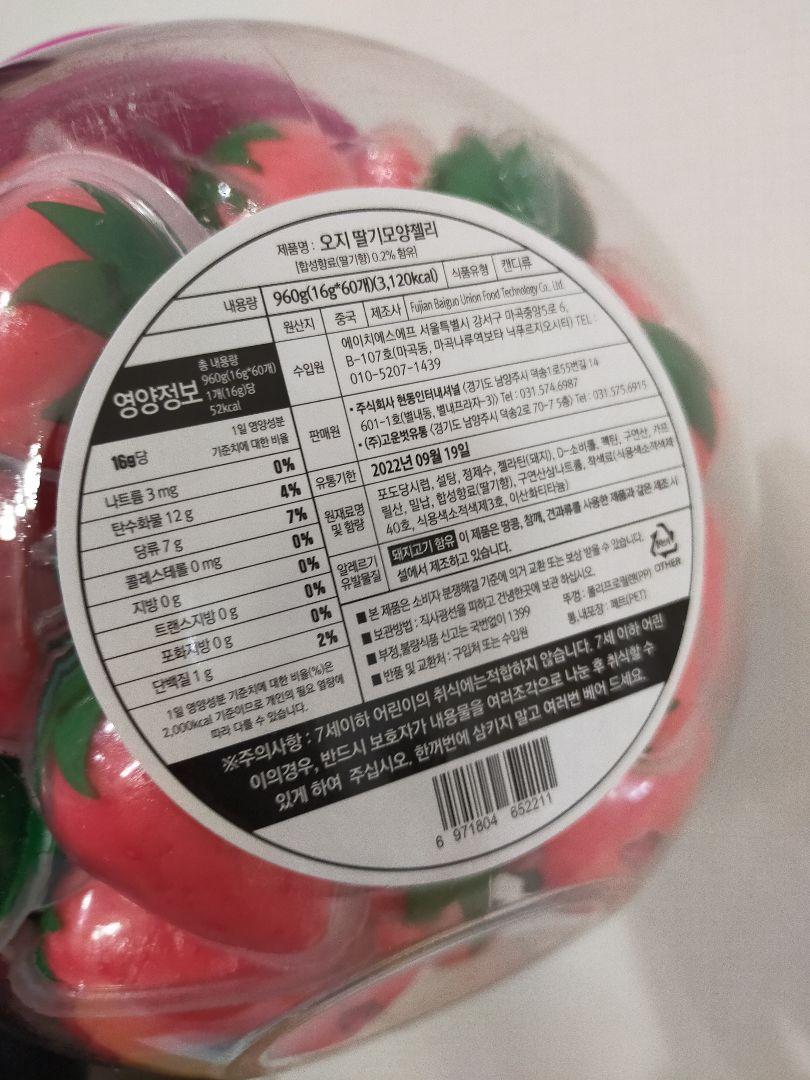 제품명 : 오지 딸기모양젤리
[합성향료(딸기향) 0.2% 함유]
내용량 960g(16g*60개)(3,120kcal) 식품유형 캔디류
원산지 중국 제조사 Fujian Baiguo Union Food Technology Co., Ltd.
수입원 에이치에스에프 서울특별시 강서구 마곡중앙5로 6,
B-107호(마곡동, 마곡나루역보타닉푸르지오시티) TEL :
010-5207-1439
판매원 • 주식회사 현동인터내셔널 (경기도 남양주시 덕송1로55번길 14
601-1호(별내동, 별내프라자-3)) Tel : 031.574.6987
• (주)고운벗유통 (경기도 남양주시 덕송2로 70-7 5층) Tel : 031.575.6915
유통기한 2022년 09월 19일
원재료명 및 함량 포도당시럽, 설탕, 정제수, 젤라틴(돼지), D-소비톨, 펙틴, 구연산, 카프
릴산, 밀납, 합성향료(딸기향), 구연산삼나트륨, 착색료(식용색소적색제
40호, 식용색소적색제3호, 이산화티타늄)
알레르기 유발물질 돼지고기 함유 이 제품은 땅콩, 참깨, 견과류를 사용한 제품과 같은 제조 시
설에서 제조하고 있습니다.
■ 본 제품은 소비자 분쟁해결 기준에 의거 교환 또는 보상 받을 수 있습니다.
■ 보관방법 : 직사광선을 피하고 건냉한곳에 보관 하십시오.
■ 부정,불량식품 신고는 국번없이 1399
■ 반품 및 교환처 : 구입처 또는 수입원
뚜껑 : 폴리프로필렌(PP)
통, 내포장 : 페트(PET)
OTHER
영양정보
총 내용량
960g(16g*60개)
1개(16g)당
52kcal
16g당
1일 영양성분
기준치에 대한 비율
나트륨 3 mg 0%
탄수화물 12 g 4%
당류 7 g 7%
콜레스테롤 0 mg 0%
지방 0 g 0%
트랜스지방 0 g 0%
포화지방 0 g 0%
단백질 1 g 2%
1일 영양성분 기준치에 대한 비율(%)은
2,000kcal 기준이므로 개인의 필요 열량에
따라 다를 수 있습니다.
※주의사항 : 7세이하 어린이의 취식에는적합하지 않습니다. 7세 이하 어린
이의경우, 반드시 보호자가 내용물을 여러조각으로 나눈 후 취식할 수
있게 하여 주십시오. 한꺼번에 삼키지 말고 여러번 베어 드세요.
6 971804 652211